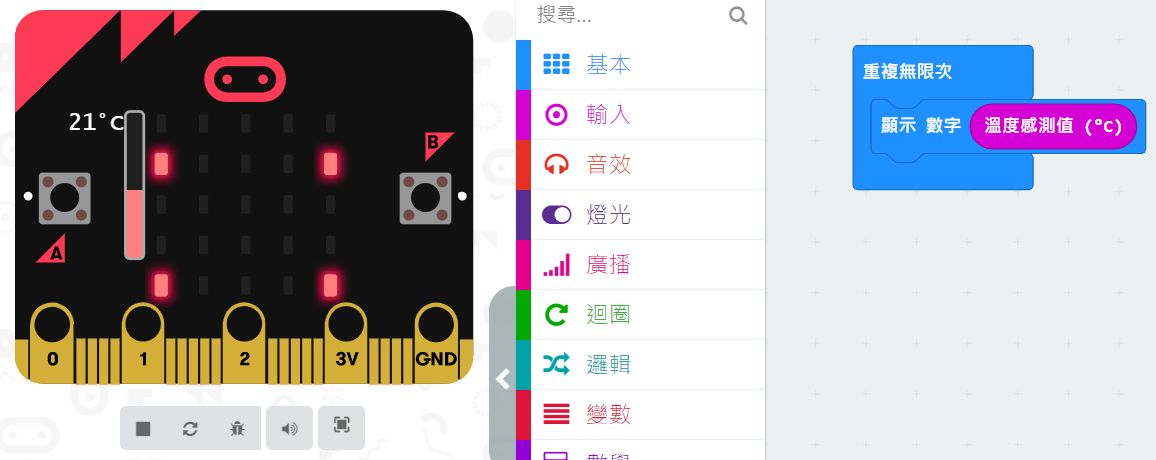 21°C
B
A
0 1 2 3V GND
搜尋...
基本
輸入
音效
燈光
廣播
迴圈
邏輯
變數
數學
重複無限次
顯示 數字 溫度感測值 (°C)